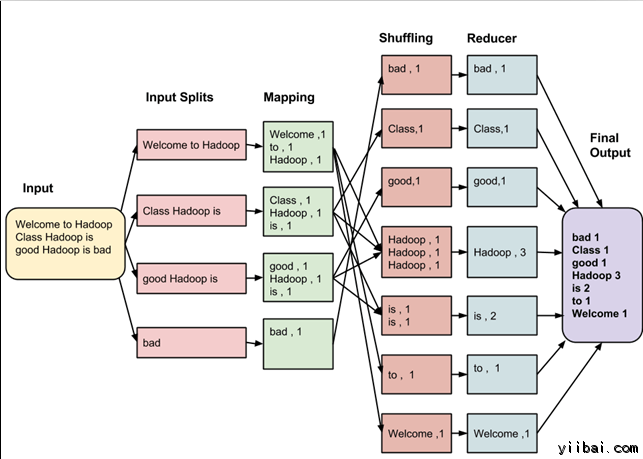 Shuffling
Reducer
Input Splits
Mapping
Final
Output
Input
Welcome to Hadoop
Class Hadoop is
good Hadoop is bad
Welcome to Hadoop
Class Hadoop is
good Hadoop is
bad
Welcome ,1
to , 1
Hadoop , 1
Class , 1
Hadoop , 1
is , 1
good , 1
Hadoop , 1
is , 1
bad , 1
bad , 1
Class,1
good,1
Hadoop , 1
Hadoop , 1
Hadoop , 1
is , 1
is , 1
to , 1
Welcome ,1
bad , 1
Class,1
good,1
Hadoop , 3
is , 2
to , 1
Welcome ,1
bad 1
Class 1
good 1
Hadoop 3
is 2
to 1
Welcome 1
yiibai.com